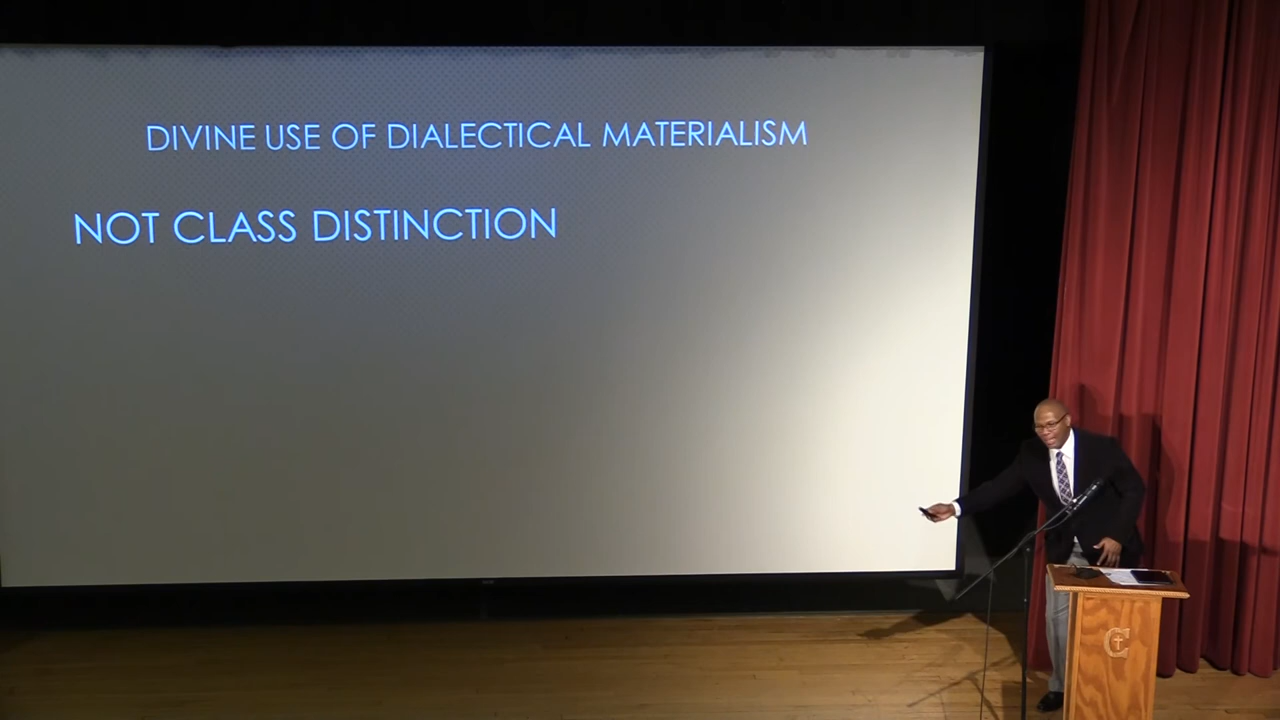 DIVINE USE OF DIALECTICAL MATERIALISM
NOT CLASS DISTINCTION
C